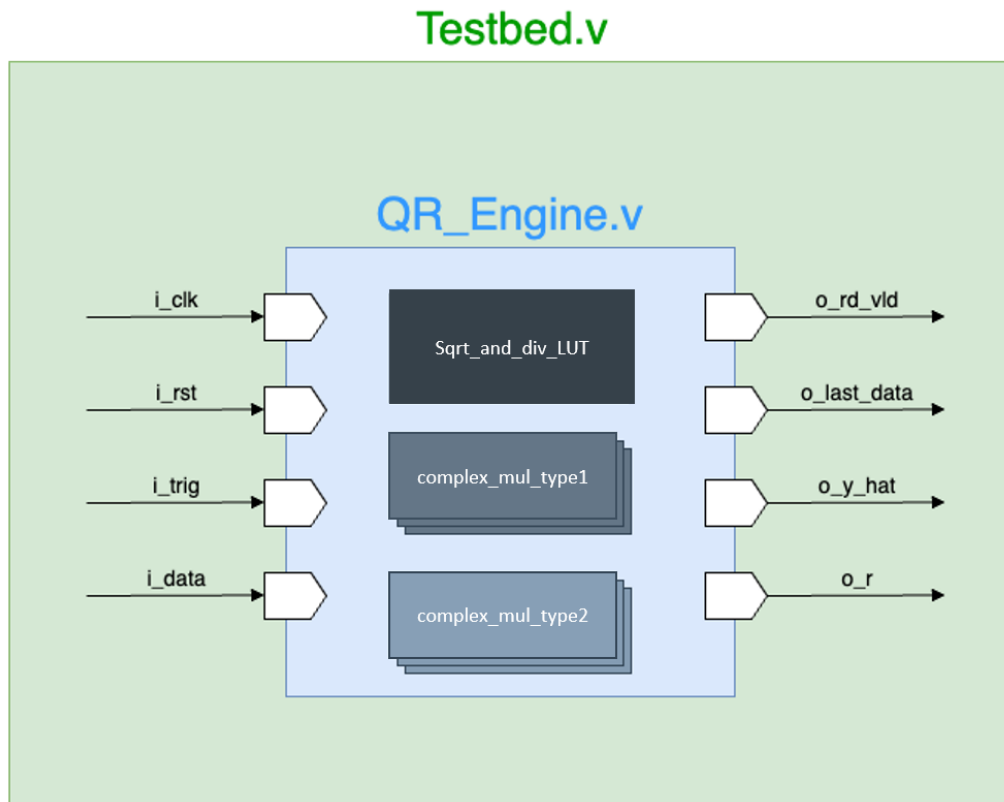 Testbed.v
QR_Engine.v
i_clk
i_rst
i_trig
i_data
Sqrt_and_div_LUT
complex_mul_type1
complex_mul_type2
o_rd_vld
o_last_data
o_y_hat
o_r